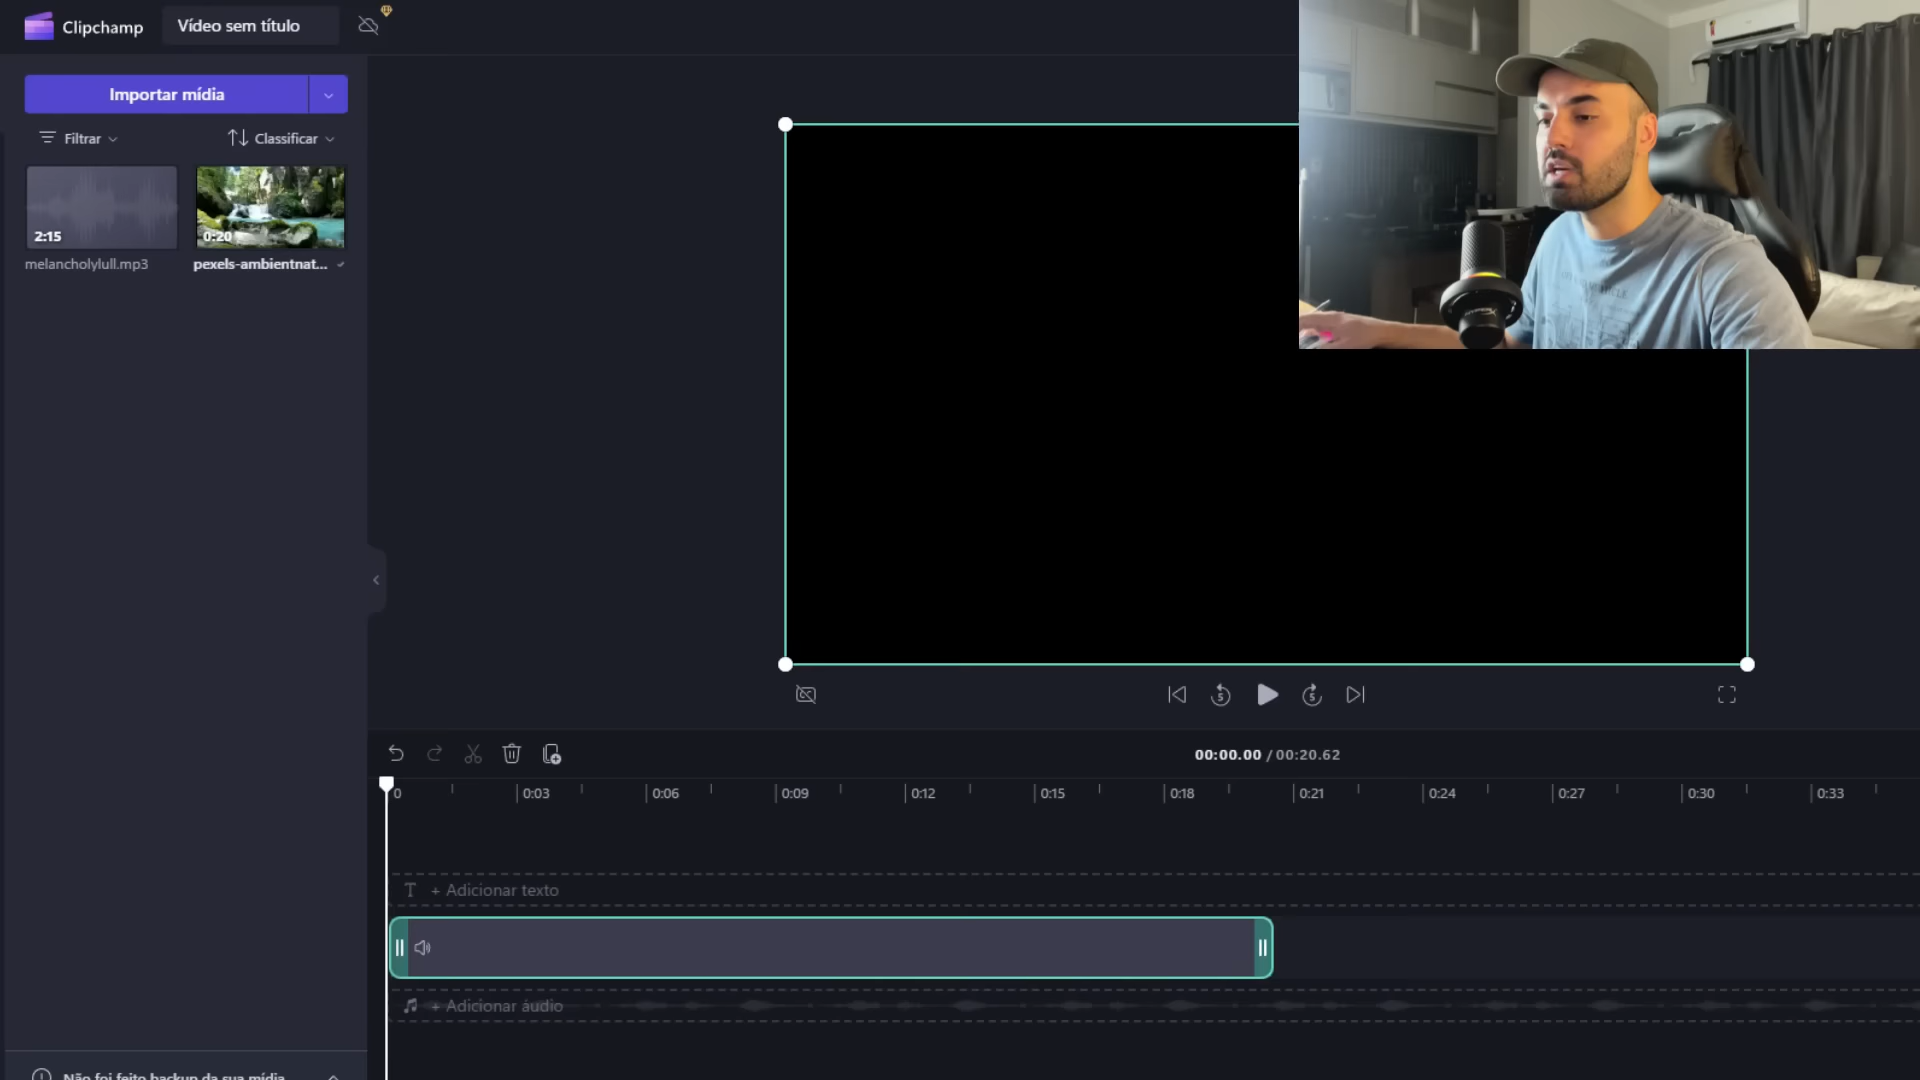 Clipchamp
Vídeo sem título
Importar mídia
Filtrar
Classificar
2:15
0:20
melancholylull.mp3
pexels-ambientnat...
5
5
00:00.00 / 00:20.62
0
0:03
0:06
0:09
0:12
0:15
0:18
0:21
0:24
0:27
0:30
0:33
T + Adicionar texto
+ Adicionar áudio
Não foi feito backup da sua mídia